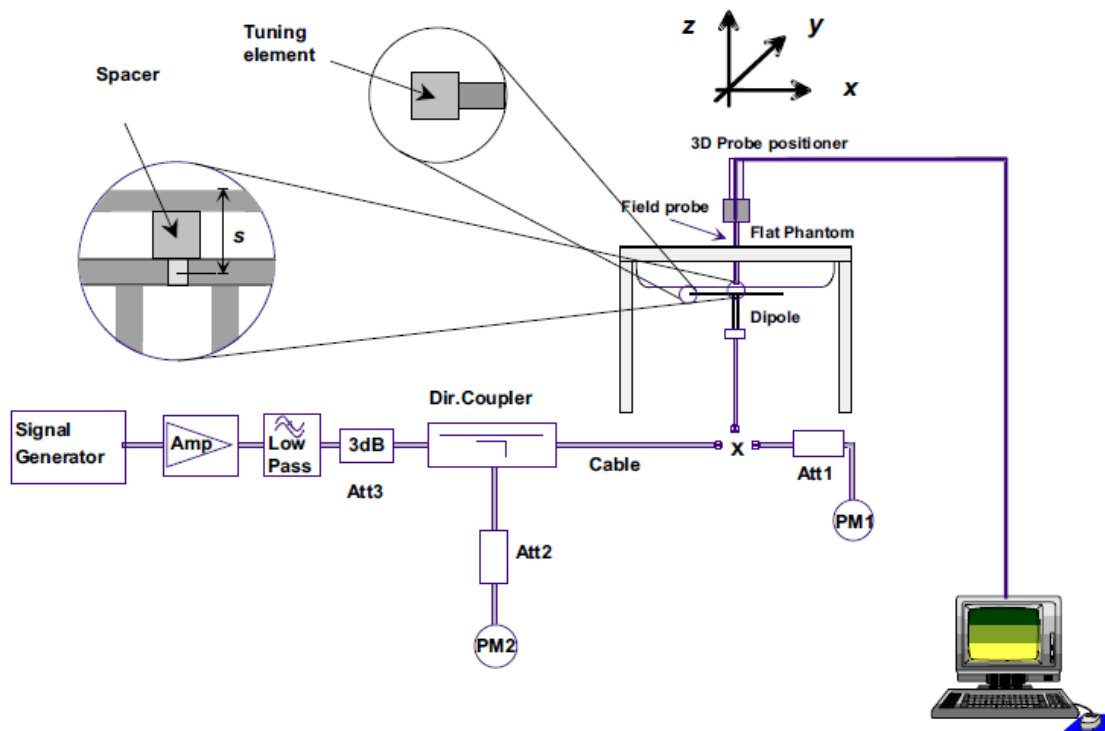 Tuning
element
z
y
x
Spacer
s
3D Probe positioner
Field probe
Flat Phantom
Dipole
Dir.Coupler
Signal
Generator
Amp
Low
Pass
3dB
Att3
Cable
X
Att1
PM1
Att2
PM2